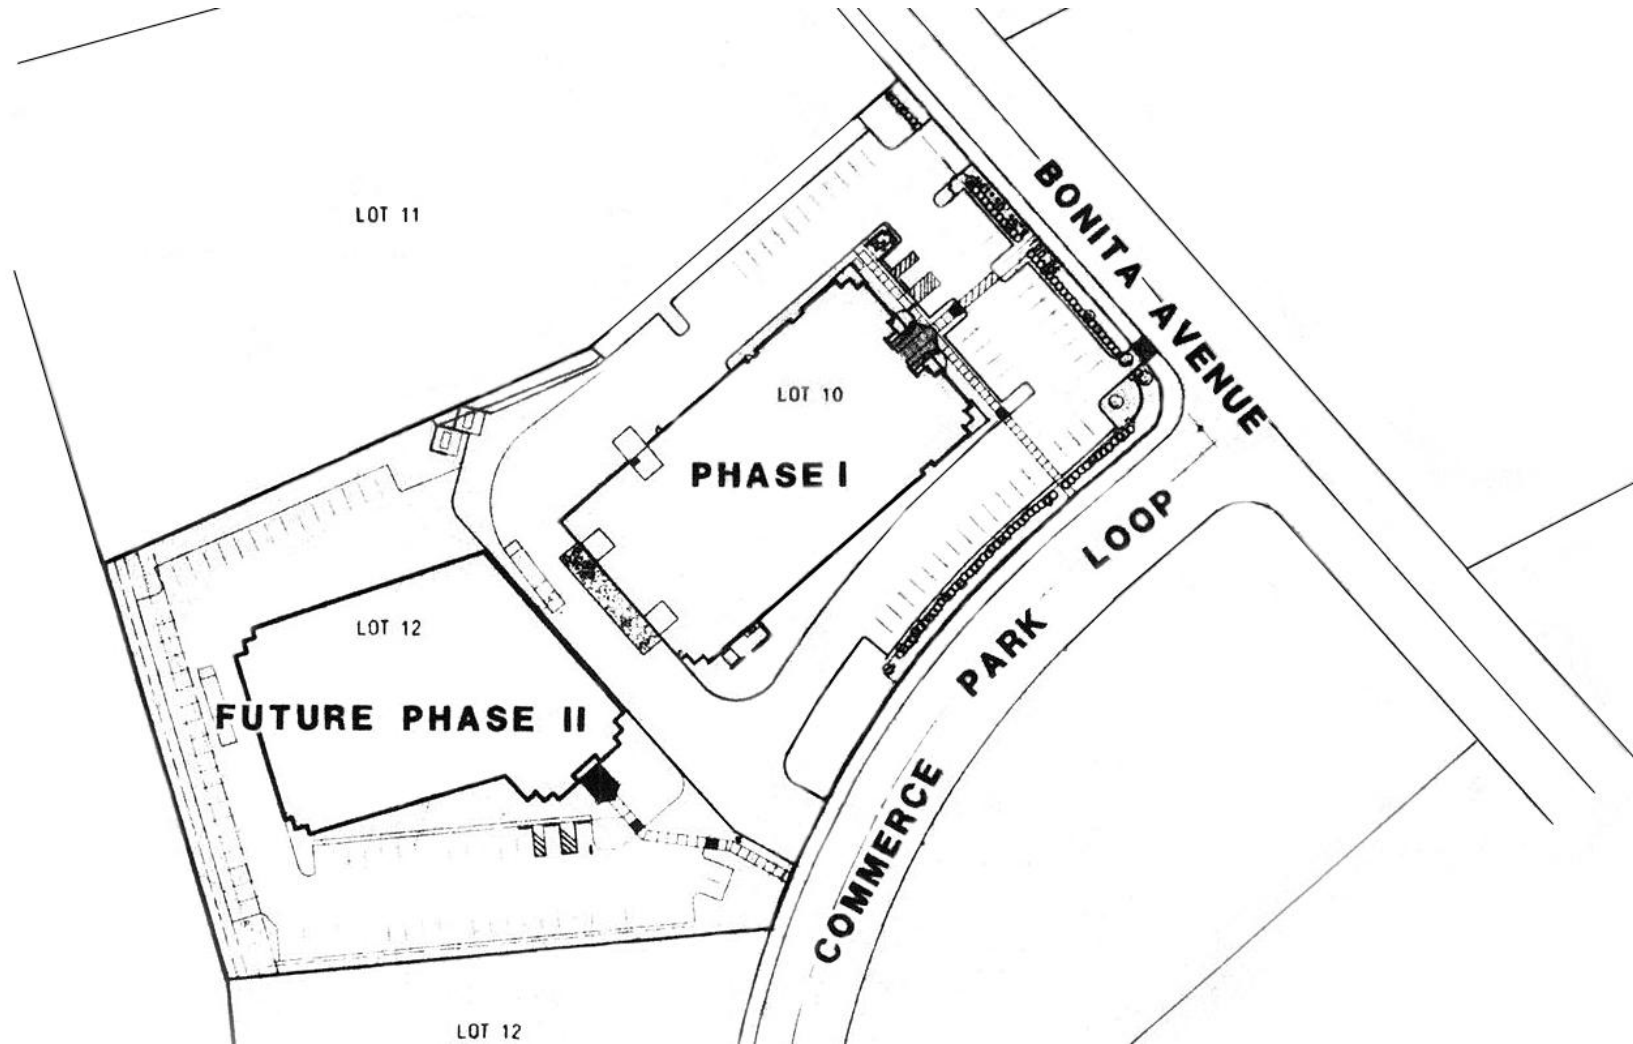 BONITA AVENUE
LOT 11
LOT 10
PHASE I
COMMERCE PARK LOOP
LOT 12
FUTURE PHASE II
LOT 12